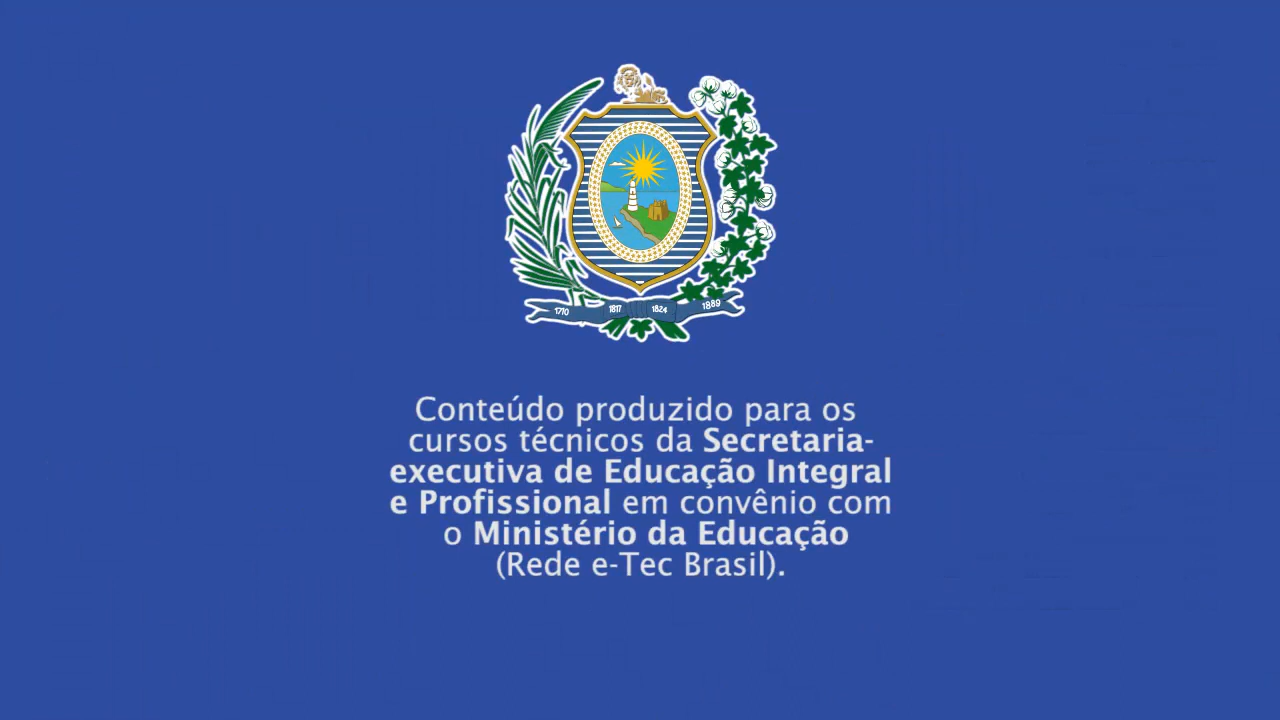 1710 1817 1824 1889
Conteúdo produzido para os
cursos técnicos da Secretaria-
executiva de Educação Integral
e Profissional em convênio com
o Ministério da Educação
(Rede e-Tec Brasil).